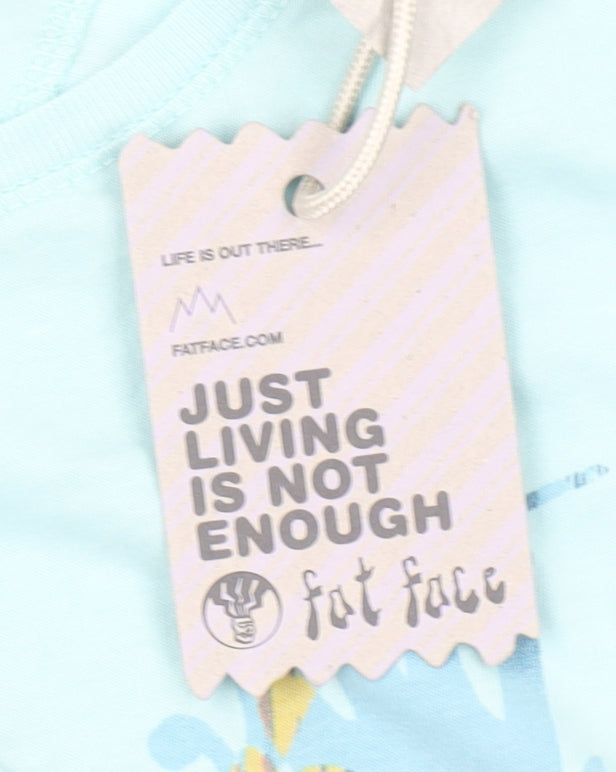 LIFE IS OUT THERE...
FATFACE.COM
JUST
LIVING
IS NOT
ENOUGH
fat face